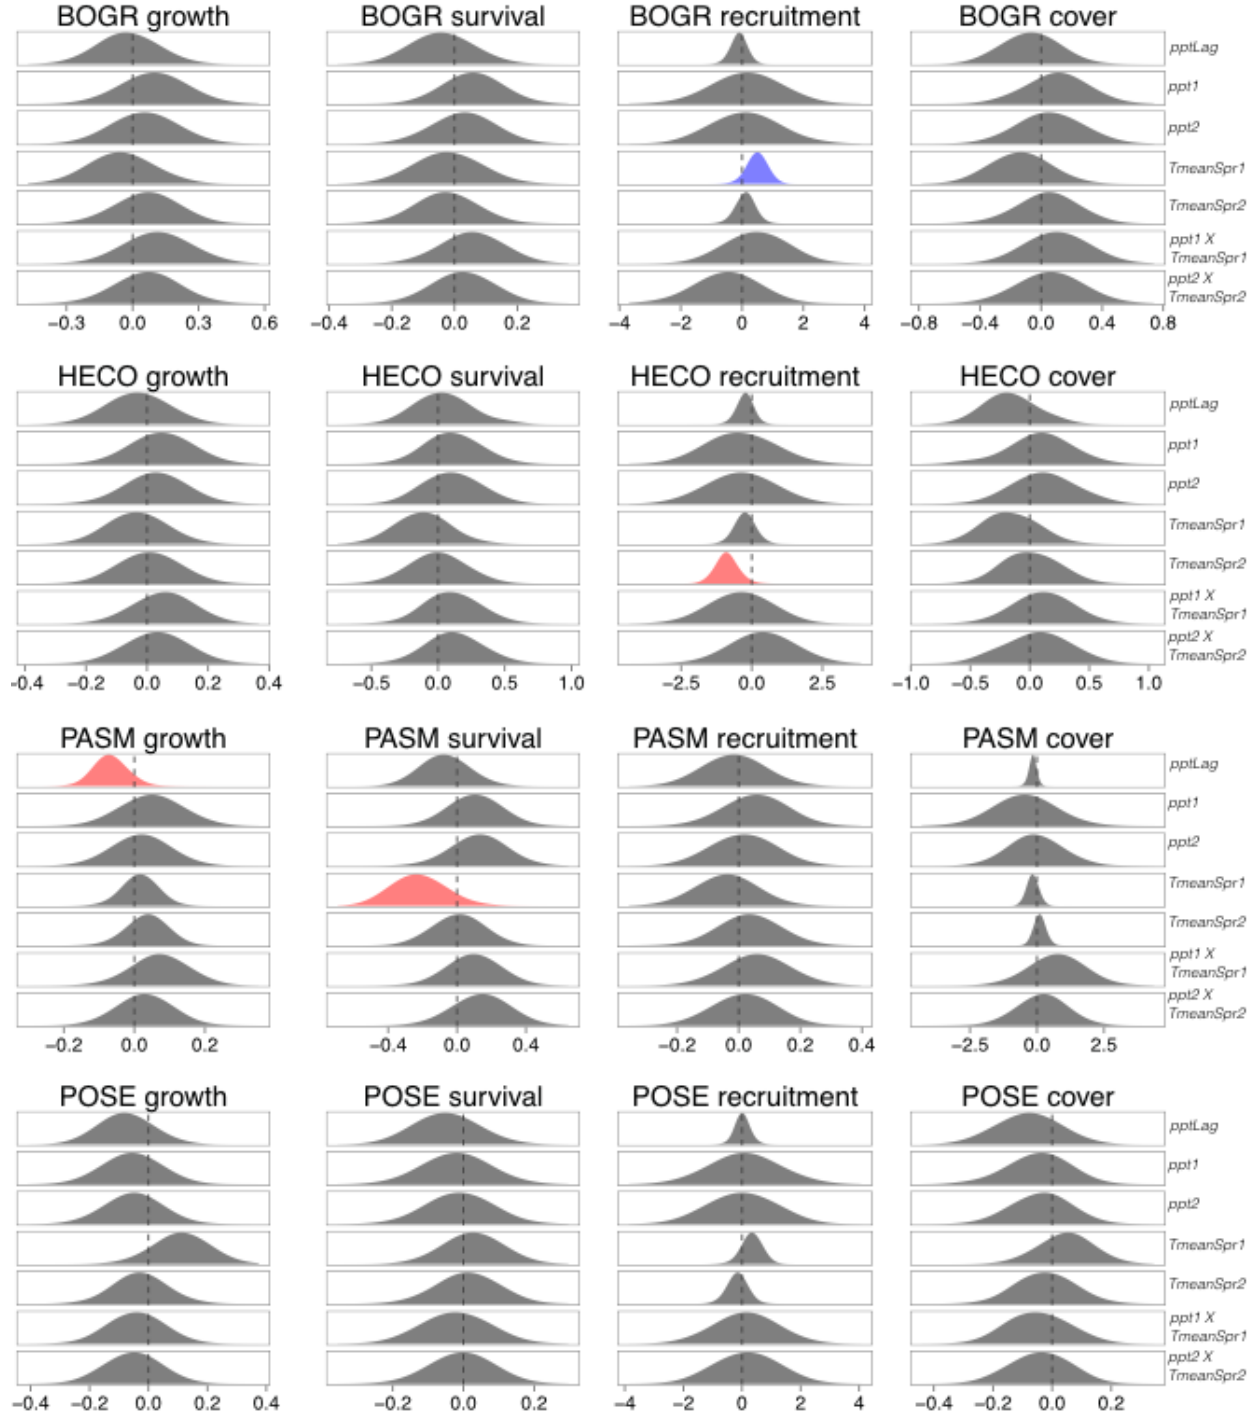 BOGR growth BOGR survival BOGR recruitment BOGR cover
pptLag
ppt1
ppt2
TmeanSpr1
TmeanSpr2
ppt1 X
TmeanSpr1
ppt2 X
TmeanSpr2
−0.3 0.0 0.3 0.6 −0.4 −0.2 0.0 0.2 −4 −2 0 2 4 −0.8 −0.4 0.0 0.4 0.8
HECO growth HECO survival HECO recruitment HECO cover
pptLag
ppt1
ppt2
TmeanSpr1
TmeanSpr2
ppt1 X
TmeanSpr1
ppt2 X
TmeanSpr2
−0.4 −0.2 0.0 0.2 0.4 −0.5 0.0 0.5 1.0 −2.5 0.0 2.5 −1.0 −0.5 0.0 0.5 1.0
PASM growth PASM survival PASM recruitment PASM cover
pptLag
ppt1
ppt2
TmeanSpr1
TmeanSpr2
ppt1 X
TmeanSpr1
ppt2 X
TmeanSpr2
−0.2 0.0 0.2 −0.4 0.0 0.4 −0.2 0.0 0.2 0.4 −2.5 0.0 2.5
POSE growth POSE survival POSE recruitment POSE cover
pptLag
ppt1
ppt2
TmeanSpr1
TmeanSpr2
ppt1 X
TmeanSpr1
ppt2 X
TmeanSpr2
−0.4 −0.2 0.0 0.2 0.4 −0.2 0.0 0.2 −4 −2 0 2 4 −0.4 −0.2 0.0 0.2